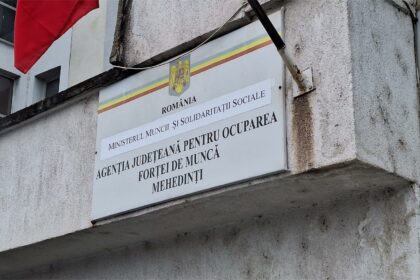 ROMÂNIA
MINISTERUL MUNCII ȘI SOLIDARITĂȚII SOCIALE
AGENȚIA JUDEȚEANĂ PENTRU OCUPAREA
FORȚEI DE MUNCĂ
MEHEDINȚI